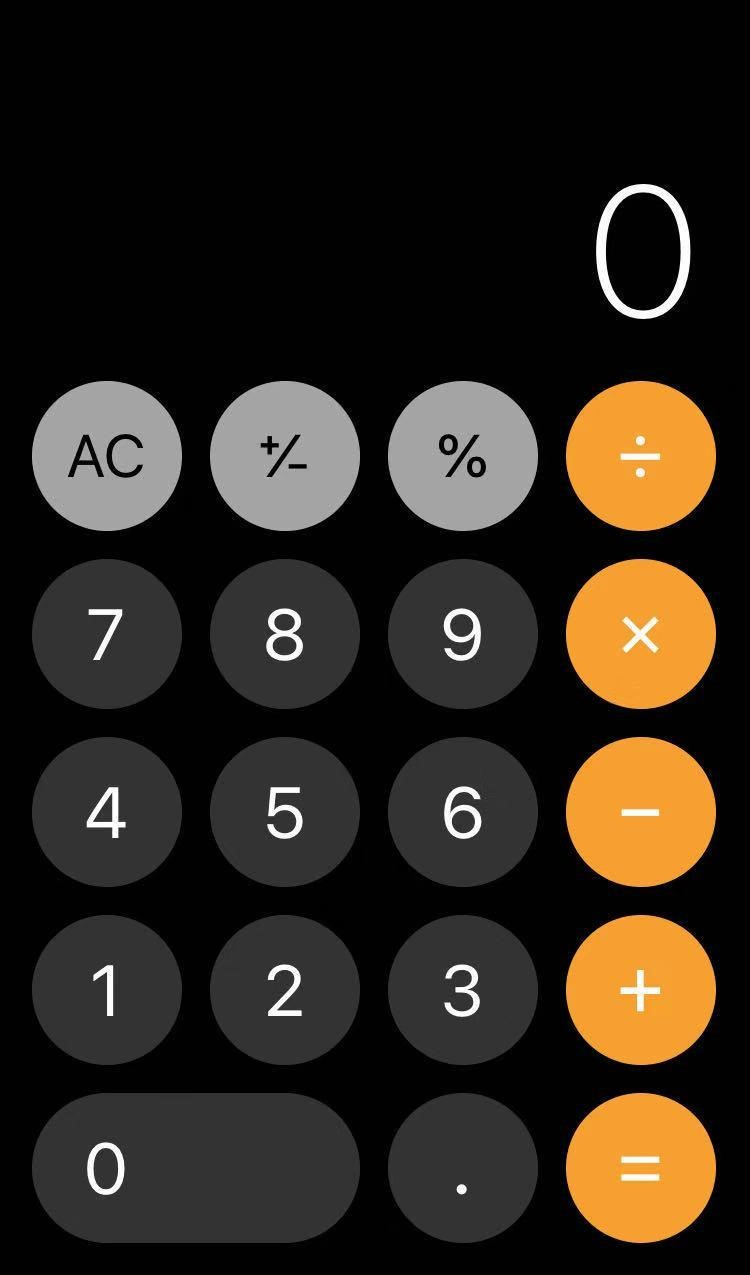 0
AC +/- % ÷
7 8 9 ×
4 5 6 −
1 2 3 +
0 . =